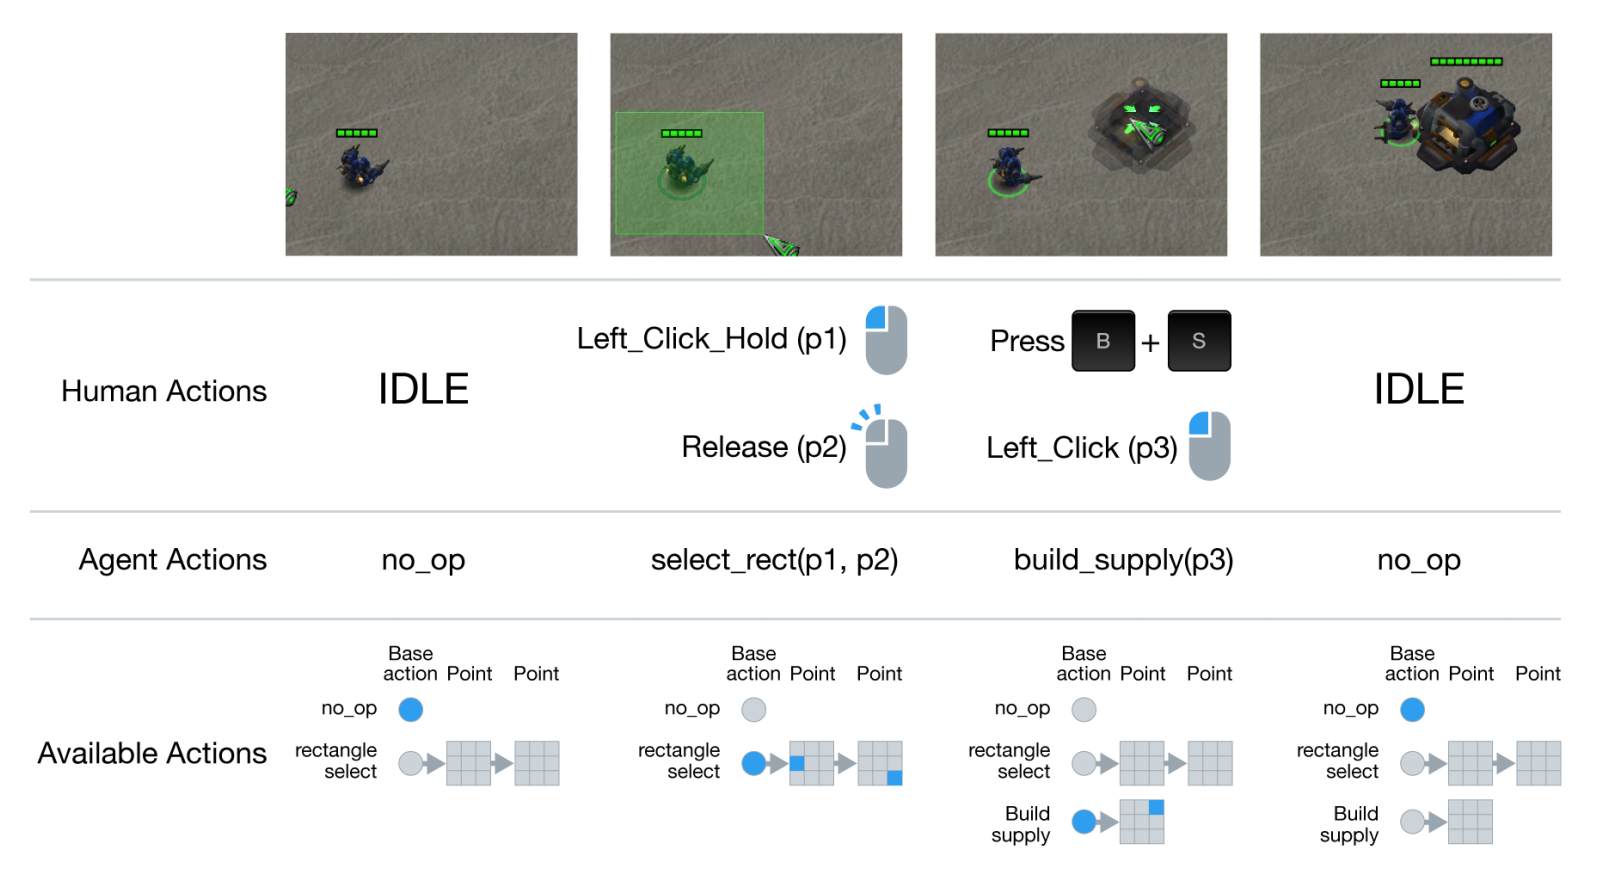 Human Actions
IDLE
Left_Click_Hold (p1)
Release (p2)
Press B + S
Left_Click (p3)
IDLE
Agent Actions
no_op
select_rect(p1, p2)
build_supply(p3)
no_op
Available Actions
Base
action Point Point
no_op
rectangle
select
Base
action Point Point
no_op
rectangle
select
Base
action Point Point
no_op
rectangle
select
Build
supply
Base
action Point Point
no_op
rectangle
select
Build
supply